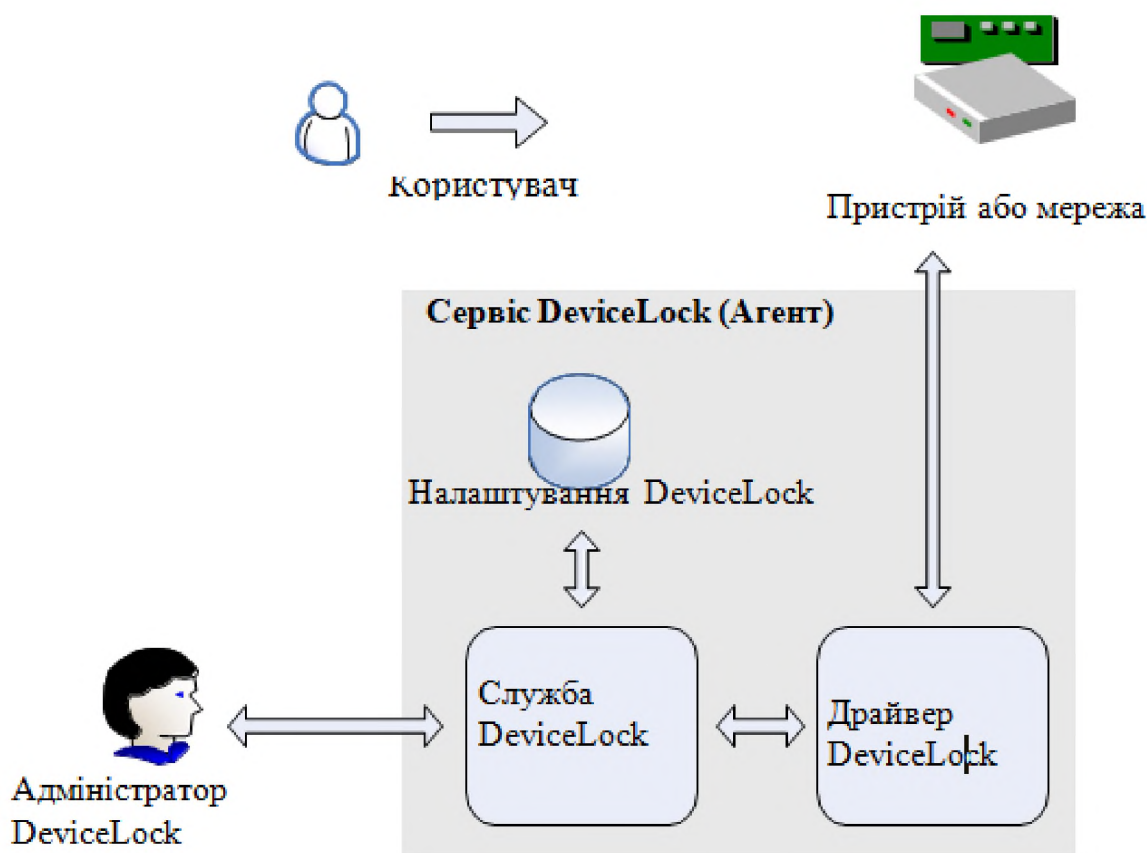 Користувач
Пристрій або мережа
Сервіс DeviceLock (Агент)
Налаштування DeviceLock
Служба
DeviceLock
Драйвер
DeviceLock
Адміністратор
DeviceLock